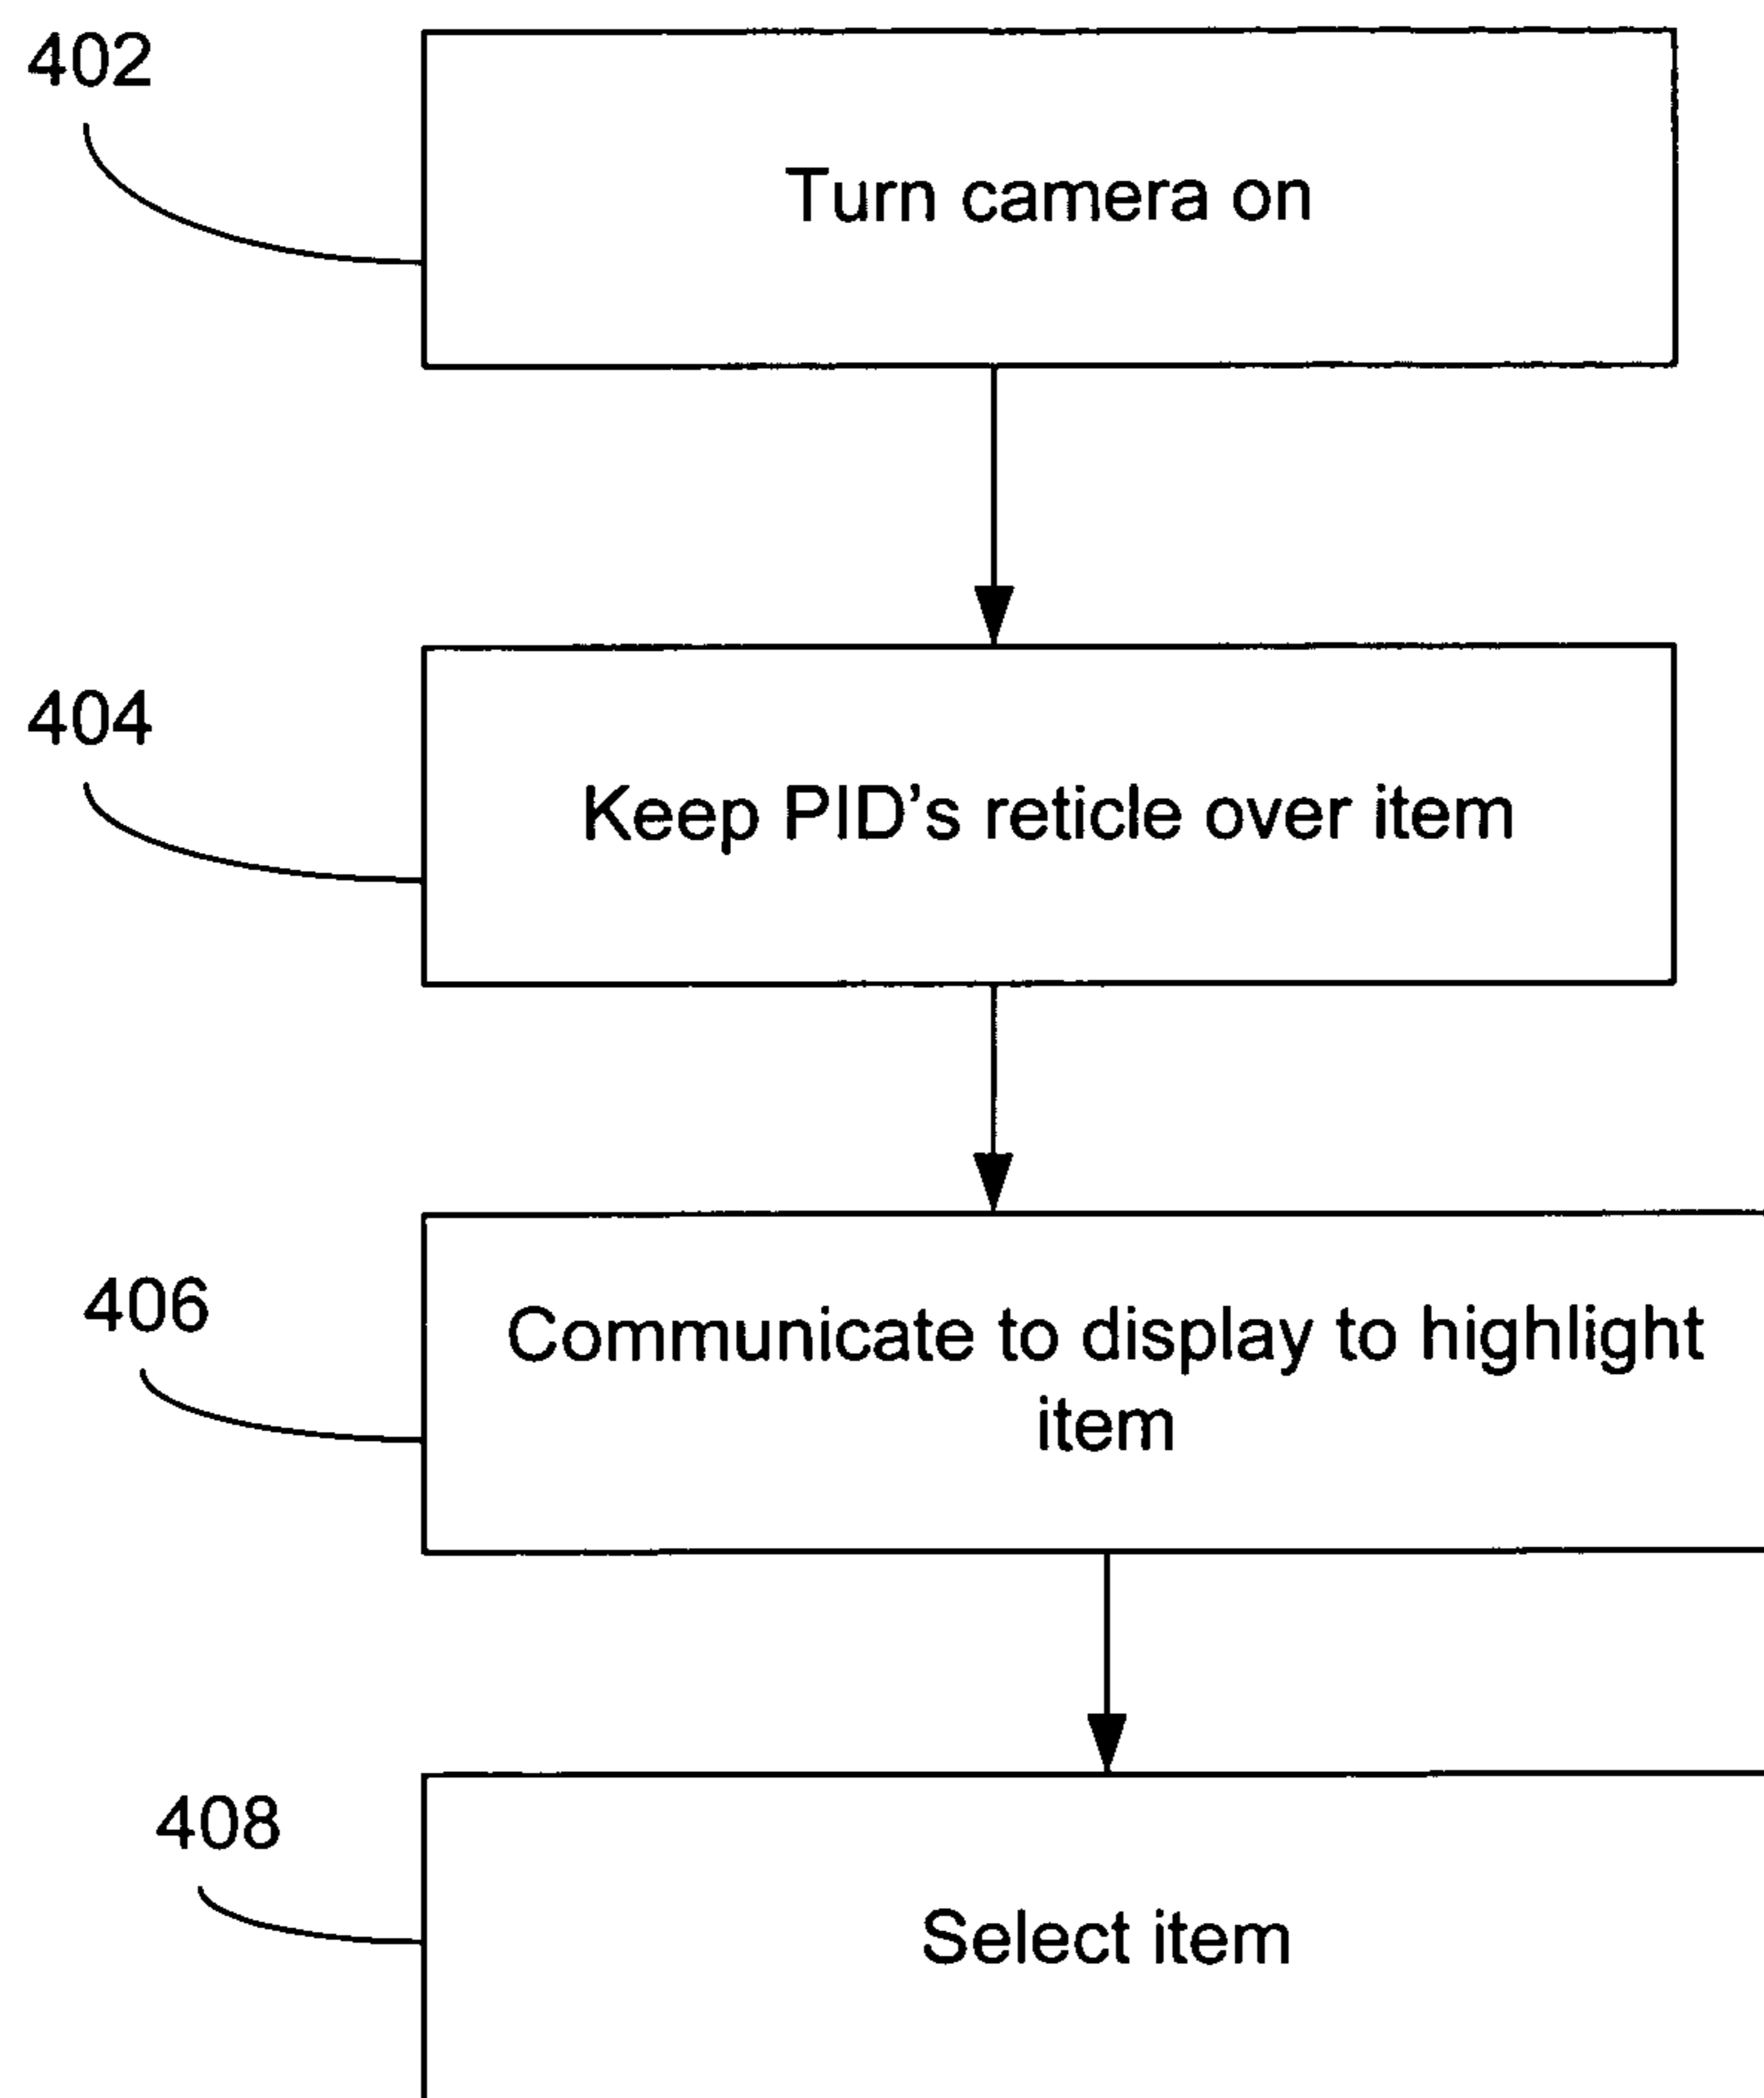 402
Turn camera on
404
Keep PID’s reticle over item
406
Communicate to display to highlight
item
408
Select item